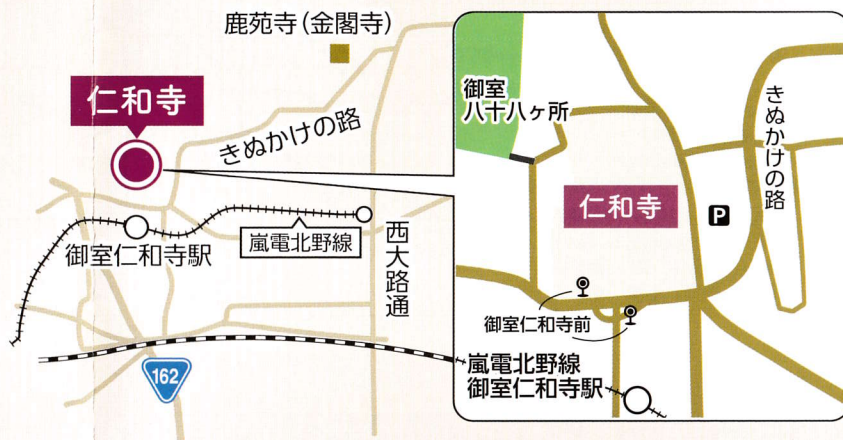 鹿苑寺（金閣寺）
仁和寺
きぬかけの路
御室仁和寺駅
嵐電北野線
西大路通
162
御室
八十八ヶ所
きぬかけの路
仁和寺
P
御室仁和寺前
嵐電北野線
御室仁和寺駅